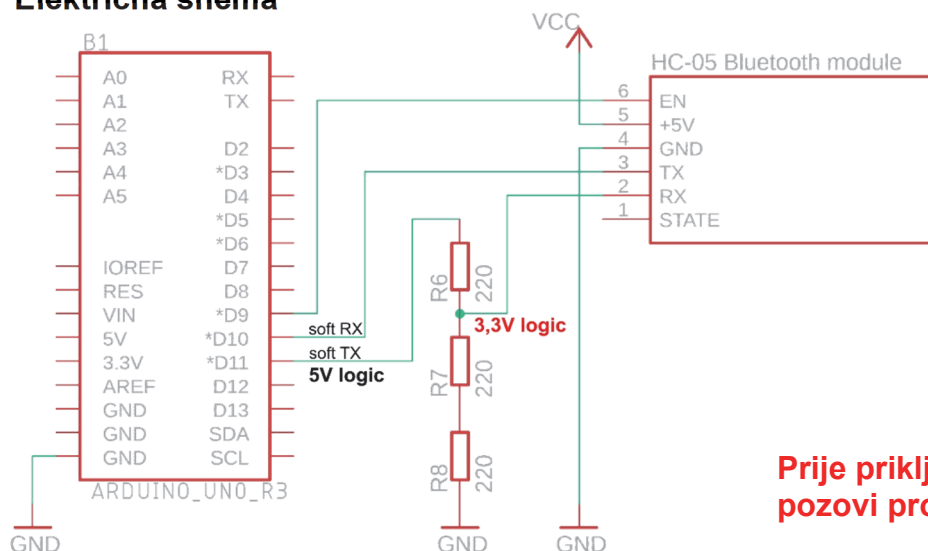 Električna shema
VCC
B1
HC-05 Bluetooth module
A0 RX
A1 TX
A2
A3 D2
A4 *D3
A5 D4
*D5
*D6
IOREF D7
RES D8
VIN *D9
5V *D10
3.3V *D11
AREF D12
GND D13
GND SDA
GND SCL
ARDUINO_UNO_R3
6 EN
5 +5V
4 GND
3 TX
2 RX
1 STATE
soft RX
soft TX
5V logic
R6 220
3,3V logic
R7 220
R8 220
GND
GND
GND
pozovi